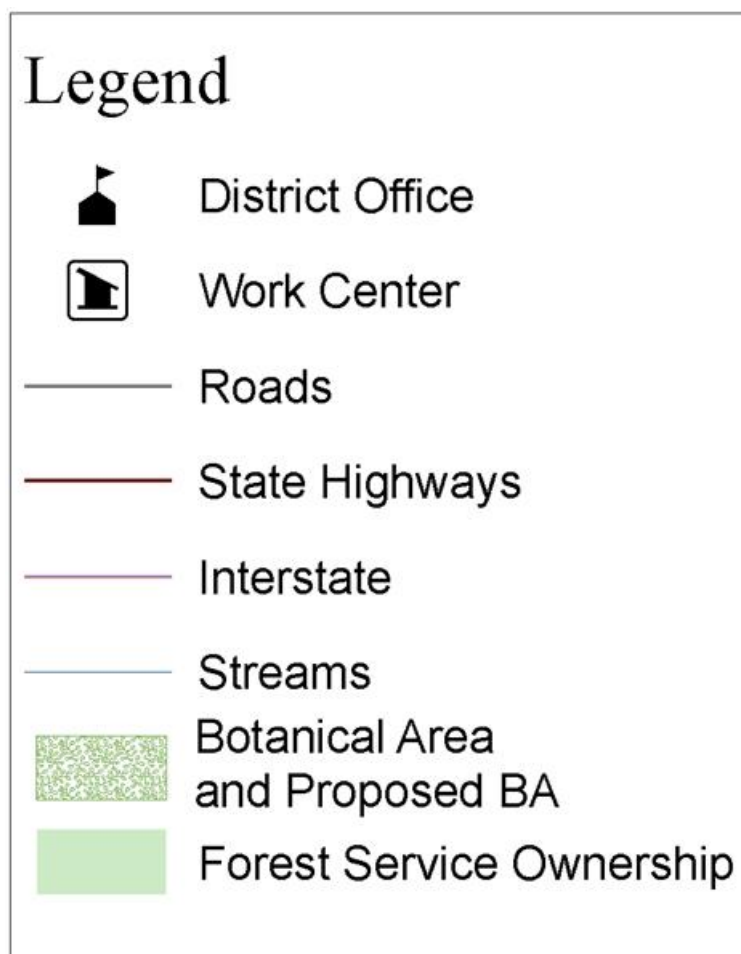 Legend
District Office
Work Center
Roads
State Highways
Interstate
Streams
Botanical Area
and Proposed BA
Forest Service Ownership